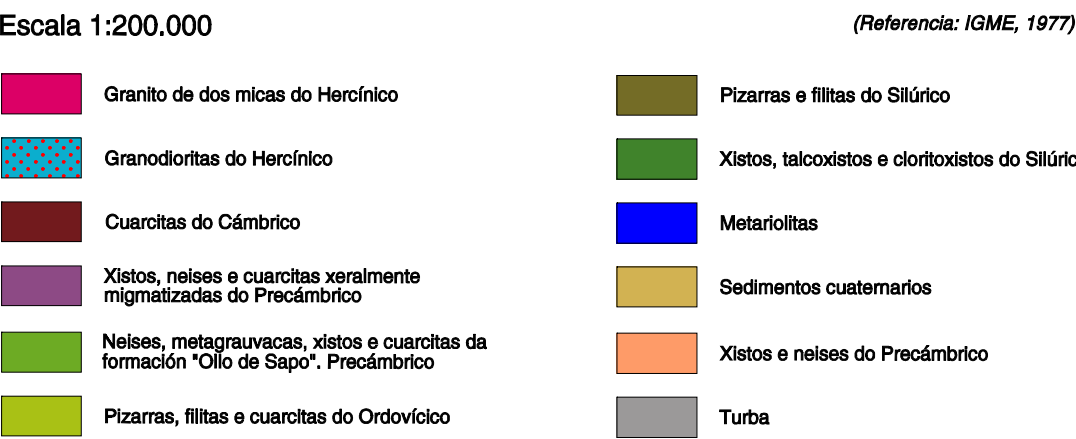 Escala 1:200.000
(Referencia: IGME, 1977)
Granito de dos micas do Hercínico
Granodioritas do Hercínico
Cuarcitas do Cámbrico
Xistos, neises e cuarcitas xeralmente
migmatizadas do Precámbrico
Neises, metagrauvacas, xistos e cuarcitas da
formación "Ollo de Sapo". Precámbrico
Pizarras, filitas e cuarcitas do Ordovícico
Pizarras e filitas do Silúrico
Xistos, talcoxistos e cloritoxistos do Silúric
Metariolitas
Sedimentos cuaternarios
Xistos e neises do Precámbrico
Turba